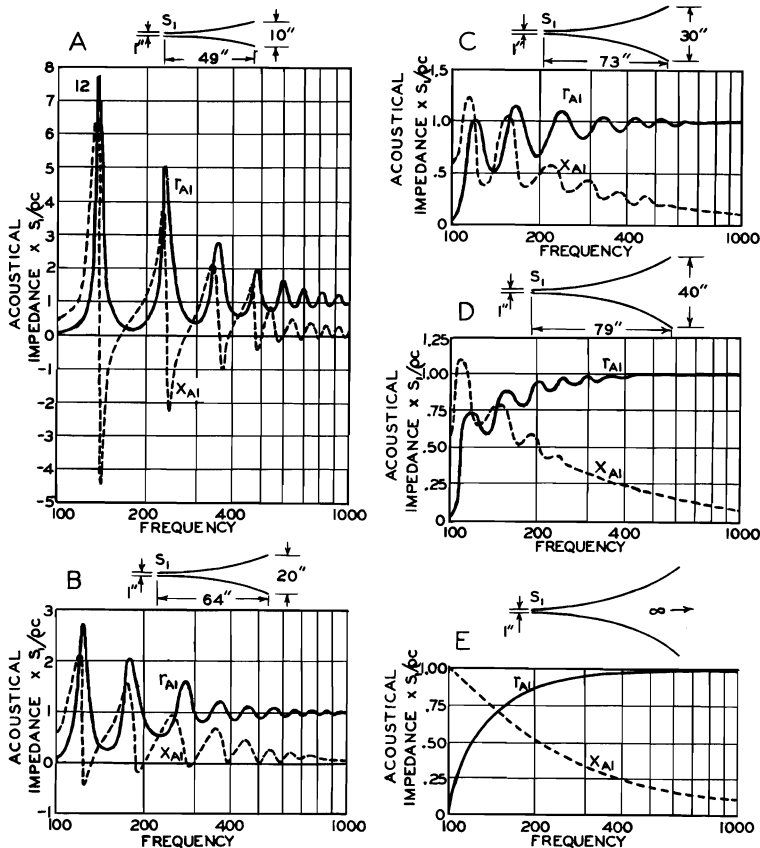 A
S₁
1"
10"
49"
ACOUSTICAL
IMPEDANCE x S₁/ρc
8
7
6
5
4
3
2
1
0
-1
-2
-3
-4
-5
12
rA1
xA1
100 200 400 1000
FREQUENCY
B
S₁
1"
20"
64"
ACOUSTICAL
IMPEDANCE x S₁/ρc
3
2
1
0
-1
rA1
xA1
100 200 400 1000
FREQUENCY
C
S₁
1"
30"
73"
ACOUSTICAL
IMPEDANCE x S₁/ρc
1.5
1.0
.5
0
rA1
xA1
100 200 400 1000
FREQUENCY
D
S₁
1"
40"
79"
ACOUSTICAL
IMPEDANCE x S₁/ρc
1.25
1.00
.75
.50
.25
0
rA1
xA1
100 200 400 1000
FREQUENCY
E
S₁
1"
∞ →
ACOUSTICAL
IMPEDANCE x S₁/ρc
1.00
.75
.50
.25
0
rA1
xA1
100 200 400 1000
FREQUENCY